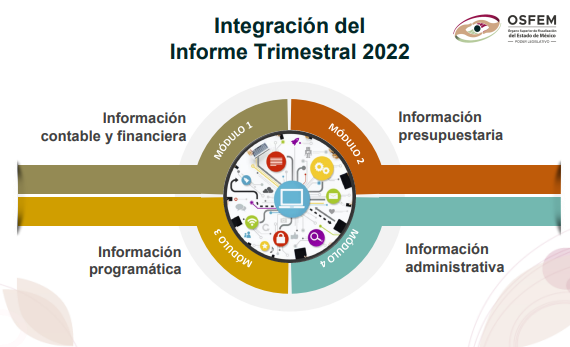 Integración del
Informe Trimestral 2022
OSFEM
Órgano Superior de Fiscalización
del Estado de México
PODER LEGISLATIVO
Información
contable y financiera
MÓDULO 1
MÓDULO 2
Información
presupuestaria
Información
programática
MÓDULO 3
MÓDULO 4
Información
administrativa